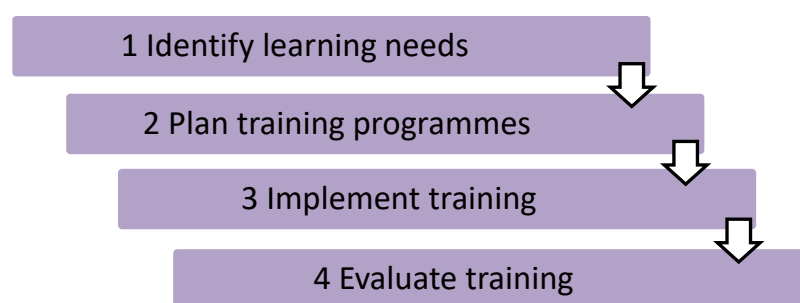 1 Identify learning needs
2 Plan training programmes
3 Implement training
4 Evaluate training